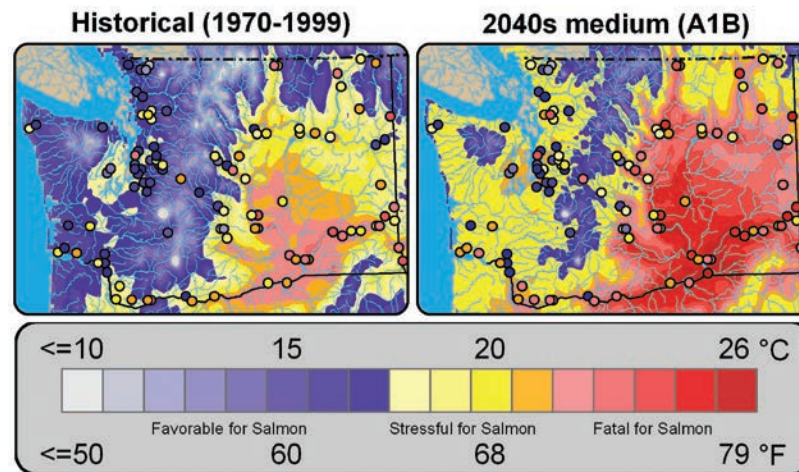 Historical (1970-1999)
2040s medium (A1B)
<=10 15 20 26 °C
Favorable for Salmon Stressful for Salmon Fatal for Salmon
<=50 60 68 79 °F